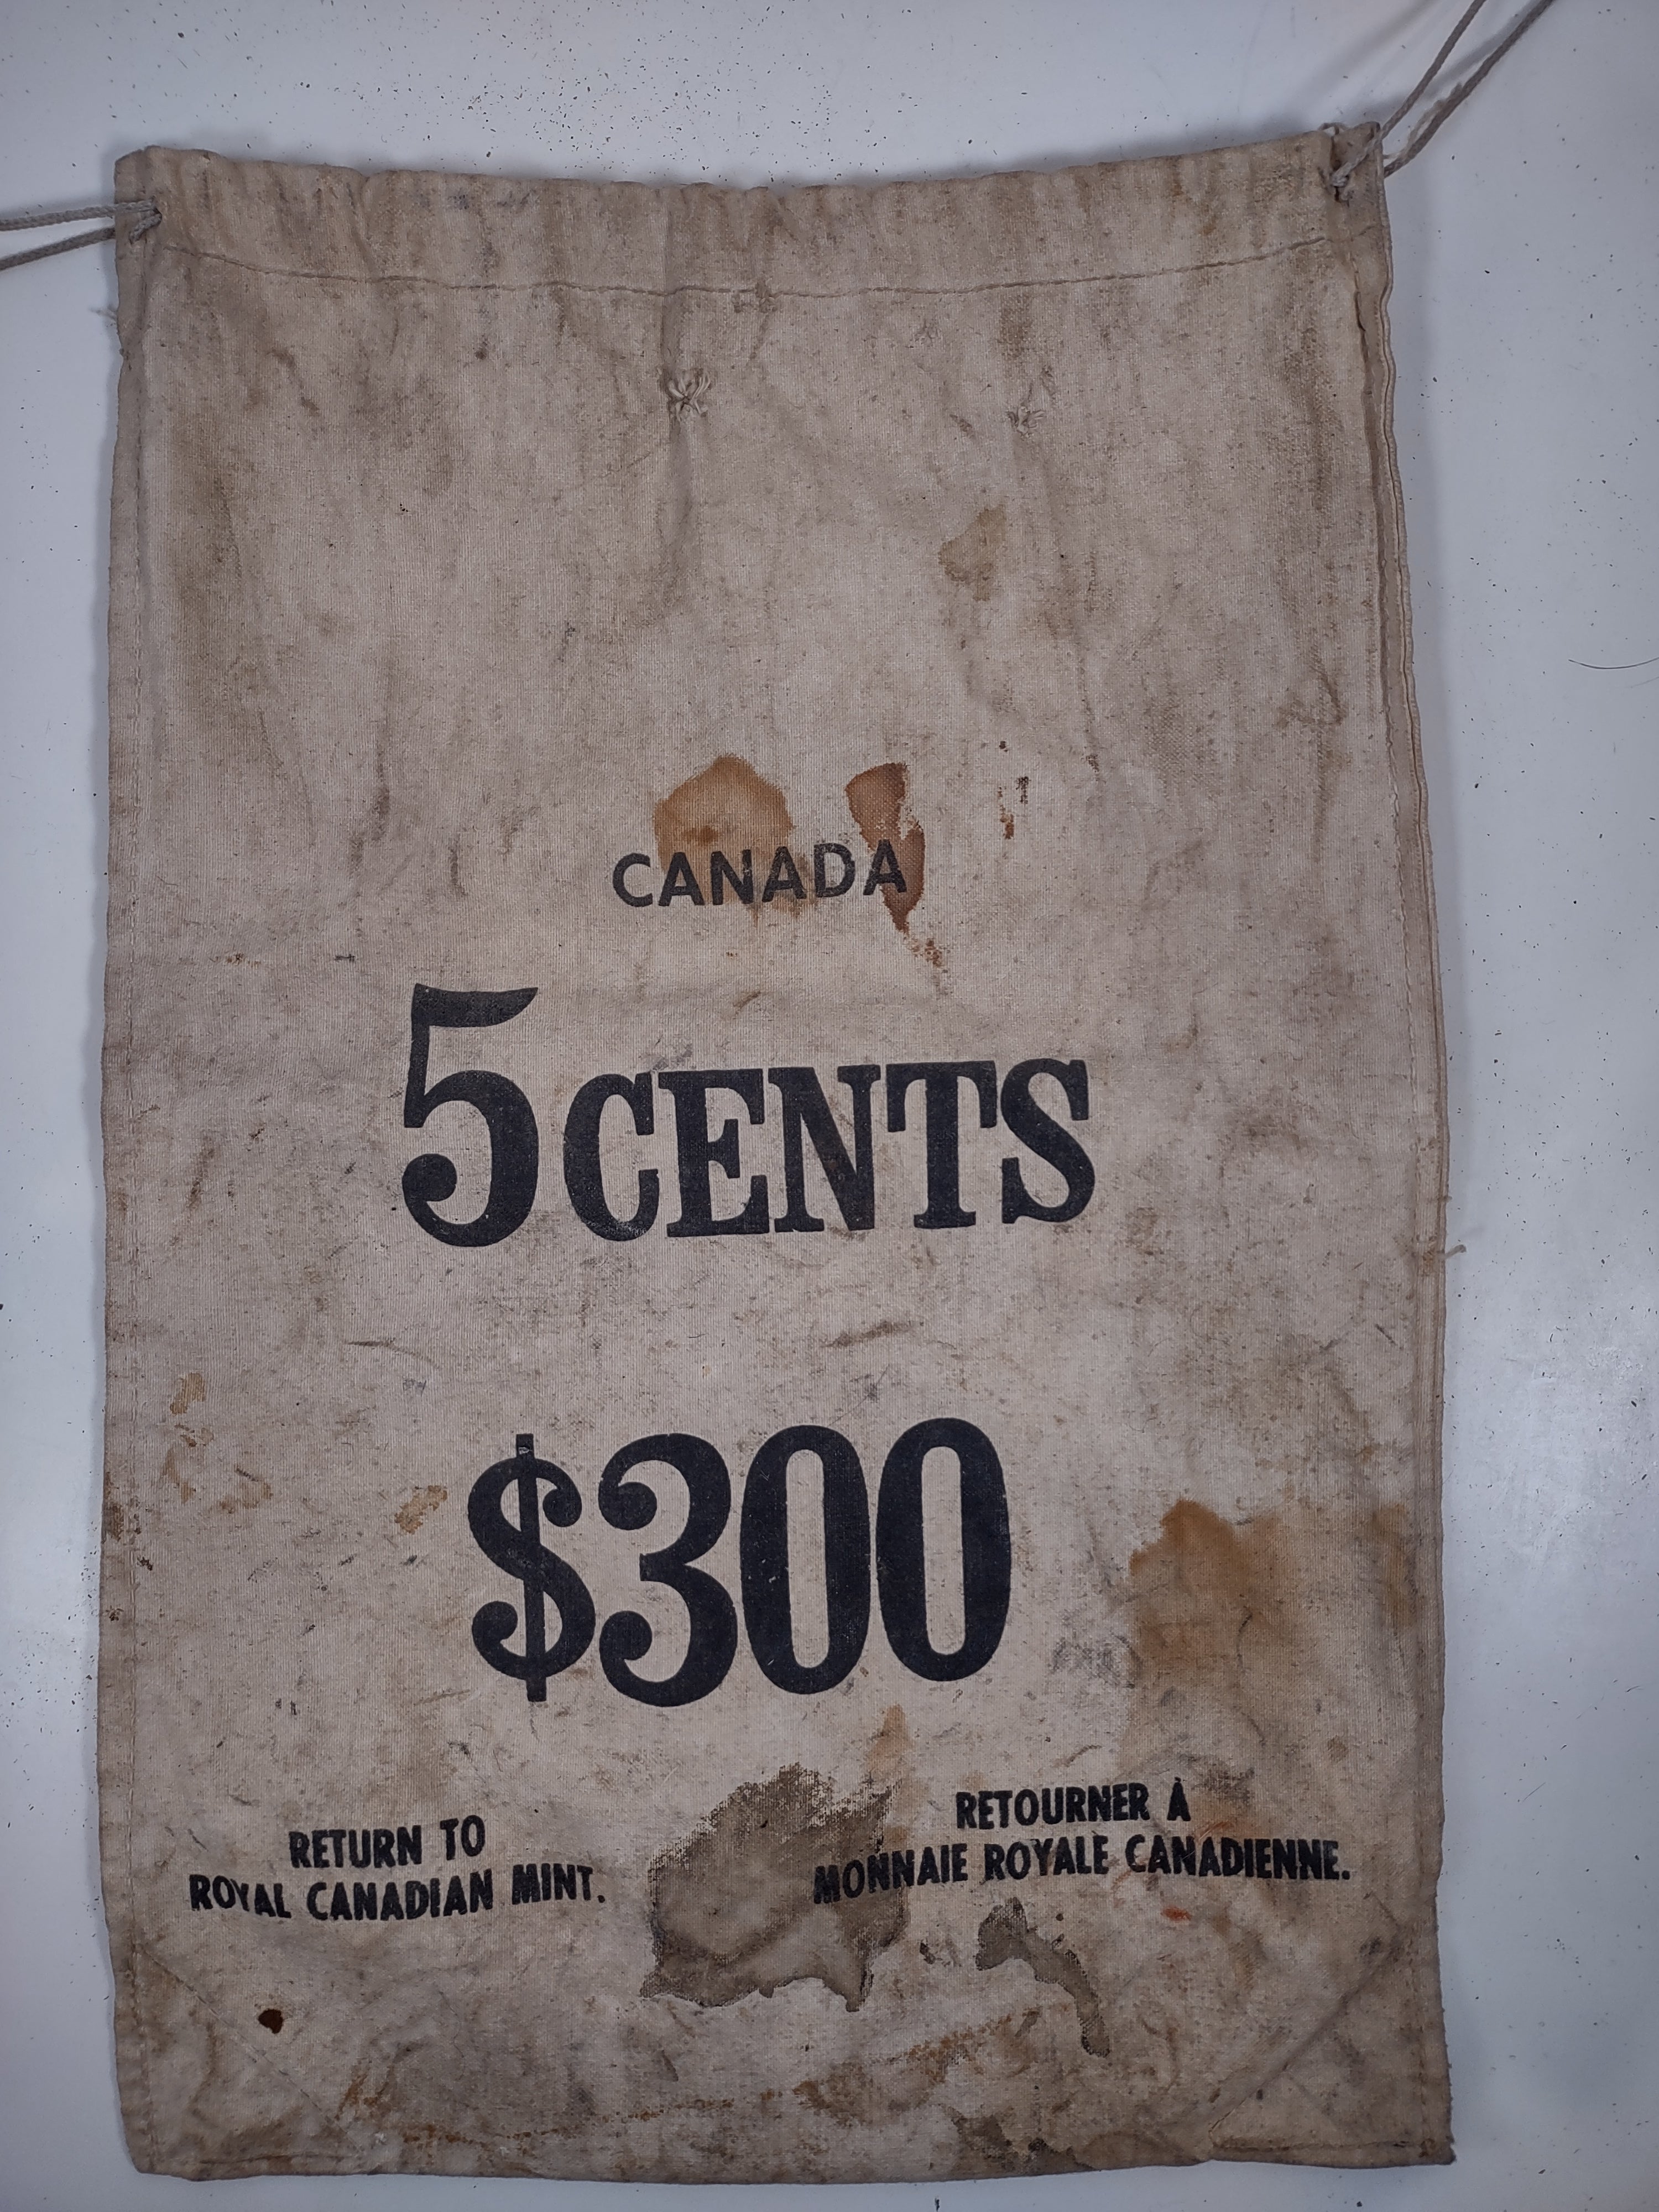 CANADA
5 CENTS
$300
RETURN TO
ROYAL CANADIAN MINT.
RETOURNER À
MONNAIE ROYALE CANADIENNE.